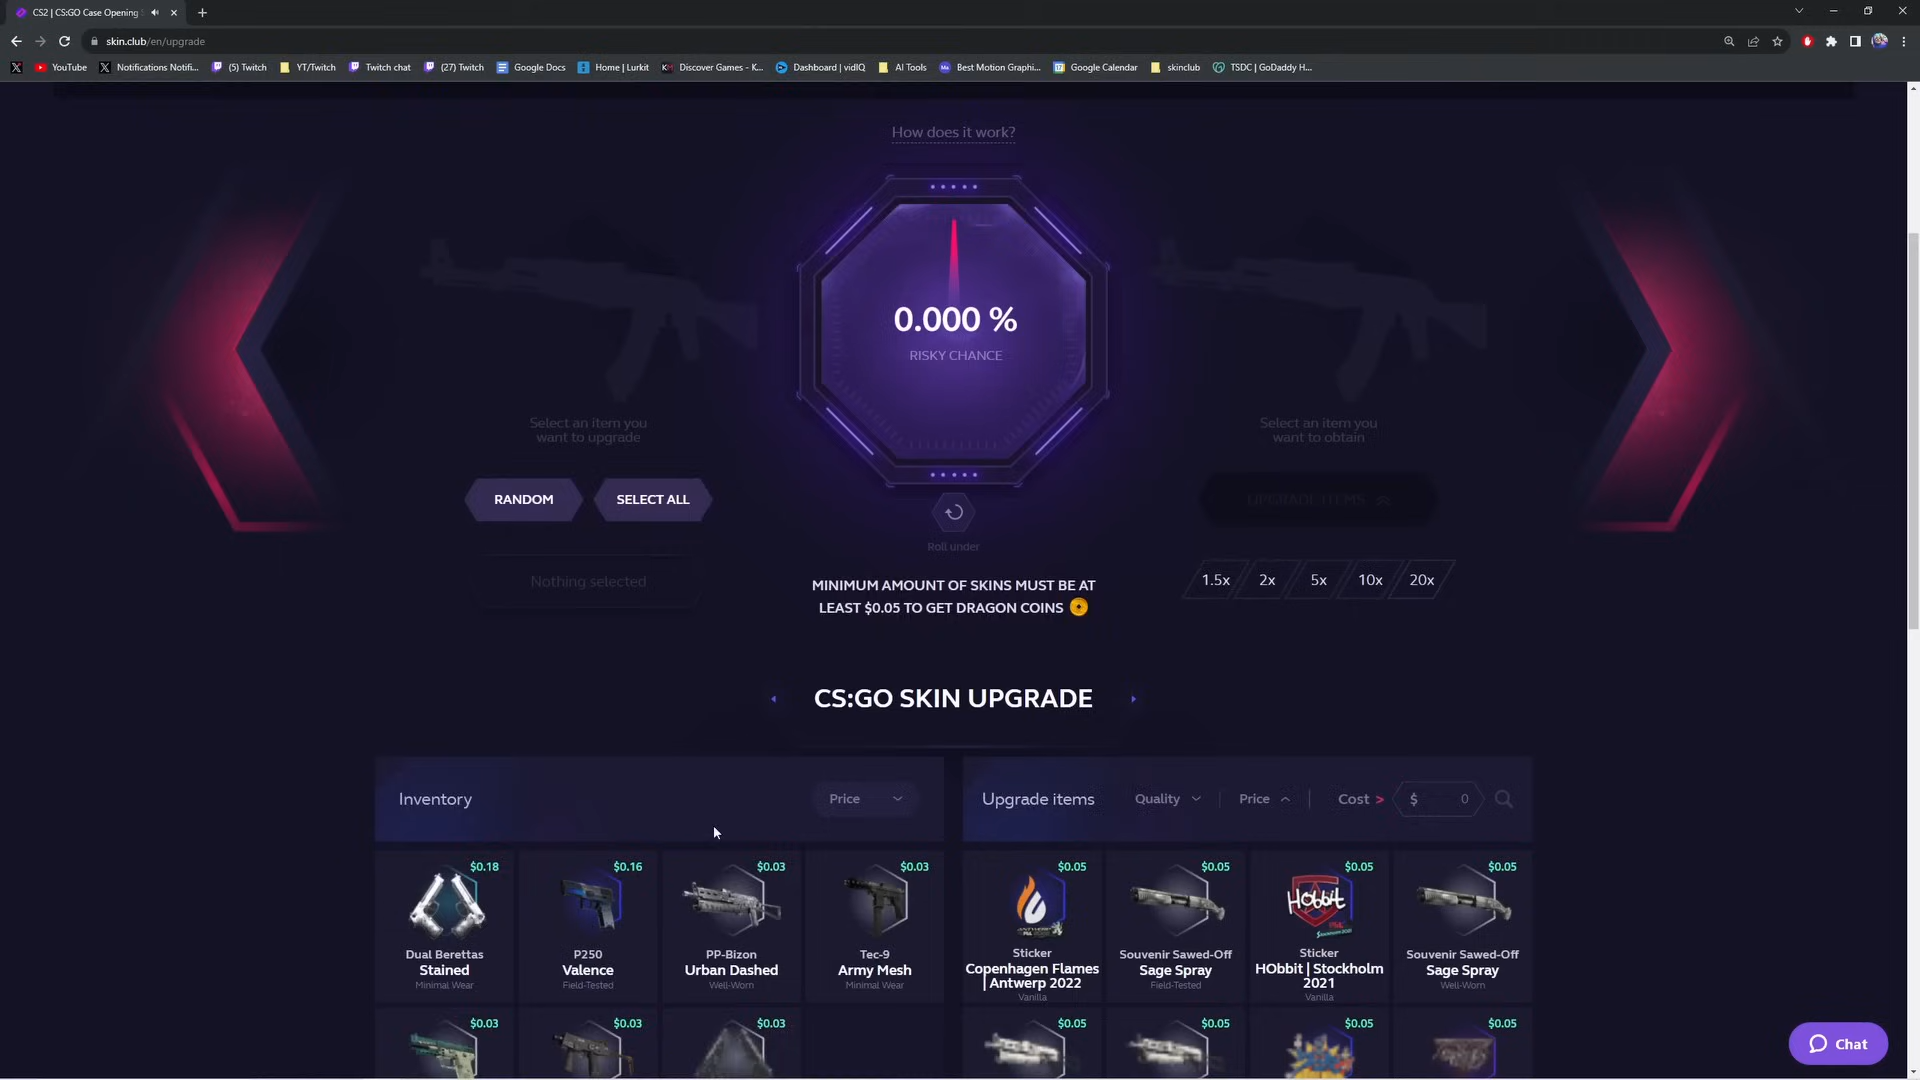 CS2 | CS:GO Case Opening
skin.club/en/upgrade
YouTube
Notifications Notifi...
(5) Twitch
YT/Twitch
Twitch chat
(27) Twitch
Google Docs
Home | Lurkit
Discover Games - K...
Dashboard | vidIQ
AI Tools
Best Motion Graphi...
Google Calendar
skinclub
TSDC | GoDaddy H...
How does it work?
0.000 %
RISKY CHANCE
Select an item you
want to upgrade
Select an item you
want to obtain
RANDOM
SELECT ALL
UPGRADE ITEMS
Roll under
Nothing selected
MINIMUM AMOUNT OF SKINS MUST BE AT
LEAST $0.05 TO GET DRAGON COINS
1.5x
2x
5x
10x
20x
CS:GO SKIN UPGRADE
Inventory
Price
Upgrade items
Quality
Price
Cost >
$ 0
$0.18
$0.16
$0.03
$0.03
$0.05
$0.05
HObbit
$0.05
$0.05
Dual Berettas
Stained
Minimal Wear
P250
Valence
Field-Tested
PP-Bizon
Urban Dashed
Well-Worn
Tec-9
Army Mesh
Minimal Wear
Sticker
Copenhagen Flames
| Antwerp 2022
Vanilla
Souvenir Sawed-Off
Sage Spray
Field-Tested
Sticker
HObbit | Stockholm
2021
Vanilla
Souvenir Sawed-Off
Sage Spray
Well-Worn
$0.03
$0.03
$0.03
$0.05
$0.05
$0.05
$0.05
Chat